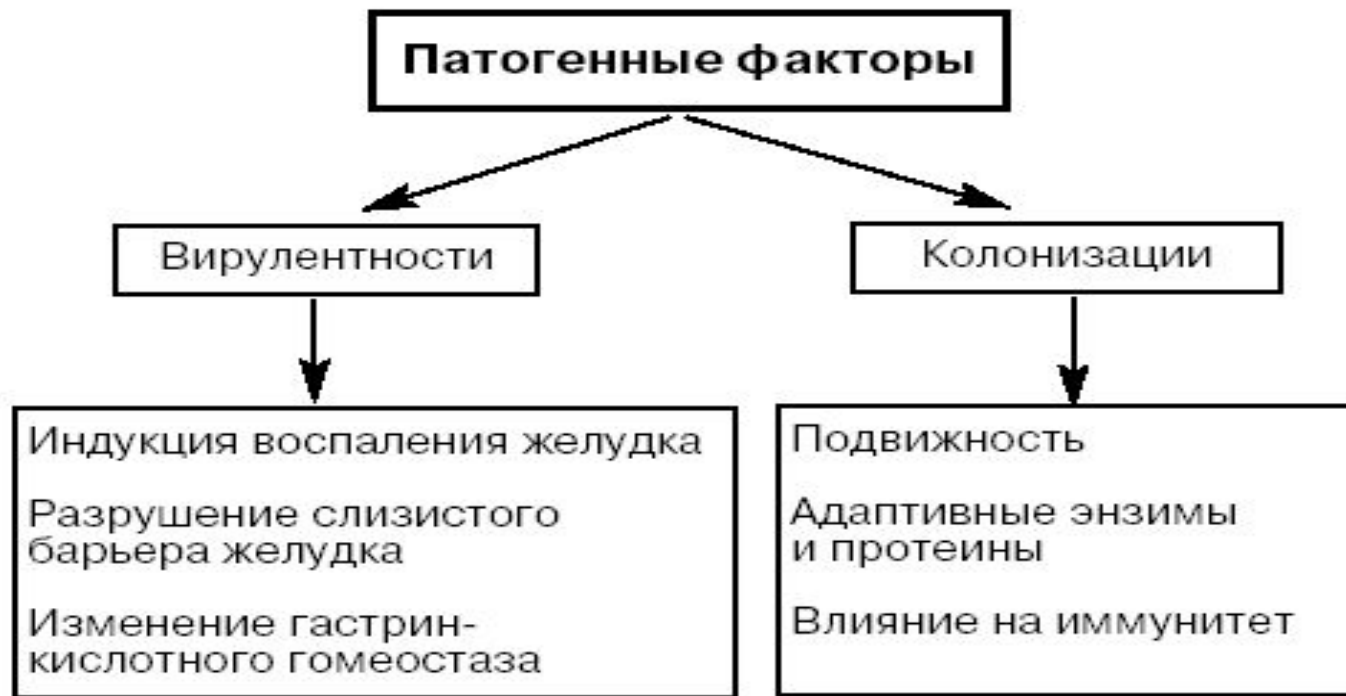 Патогенные факторы
Вирулентности
Колонизации
Индукция воспаления желудка
Разрушение слизистого
барьера желудка
Изменение гастрин-
кислотного гомеостаза
Подвижность
Адаптивные энзимы
и протеины
Влияние на иммунитет